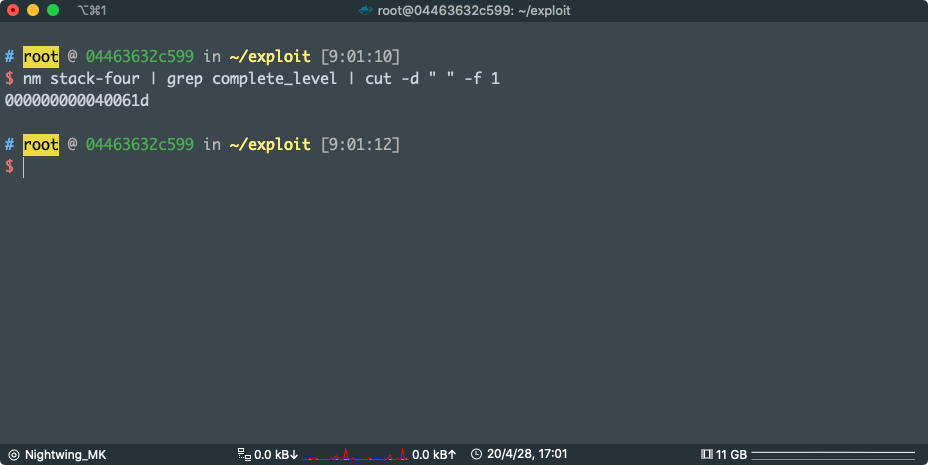 ⌥⌘1 root@04463632c599: ~/exploit
# root @ 04463632c599 in ~/exploit [9:01:10]
$ nm stack-four | grep complete_level | cut -d " " -f 1
000000000040061d
# root @ 04463632c599 in ~/exploit [9:01:12]
$
Nightwing_MK 0.0 kB↓ 0.0 kB↑ 20/4/28, 17:01 11 GB